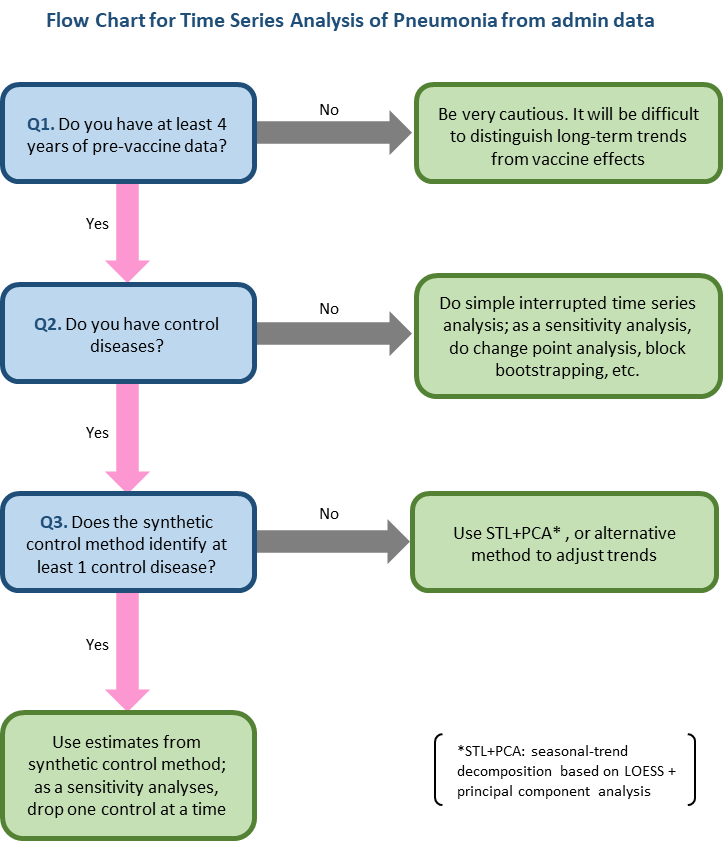 Flow Chart for Time Series Analysis of Pneumonia from admin data
Q1. Do you have at least 4
years of pre-vaccine data?
No
Be very cautious. It will be difficult
to distinguish long-term trends
from vaccine effects
Yes
Q2. Do you have control
diseases?
No
Do simple interrupted time series
analysis; as a sensitivity analysis,
do change point analysis, block
bootstrapping, etc.
Yes
Q3. Does the synthetic
control method identify at
least 1 control disease?
No
Use STL+PCA* , or alternative
method to adjust trends
Yes
Use estimates from
synthetic control method;
as a sensitivity analyses,
drop one control at a time
*STL+PCA: seasonal-trend
decomposition based on LOESS +
principal component analysis